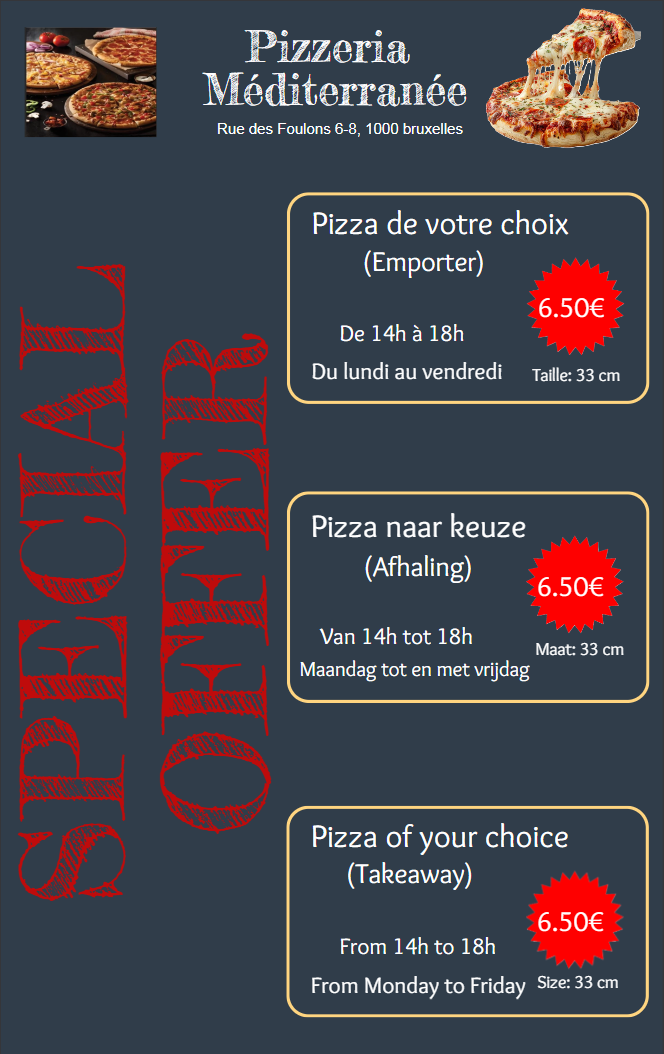 Pizzeria
Méditerranée
Rue des Foulons 6-8, 1000 bruxelles
SPECIAL
OFFER
Pizza de votre choix
(Emporter)
6.50€
De 14h à 18h
Du lundi au vendredi
Taille: 33 cm
Pizza naar keuze
(Afhaling)
6.50€
Van 14h tot 18h
Maat: 33 cm
Maandag tot en met vrijdag
Pizza of your choice
(Takeaway)
6.50€
From 14h to 18h
From Monday to Friday
Size: 33 cm